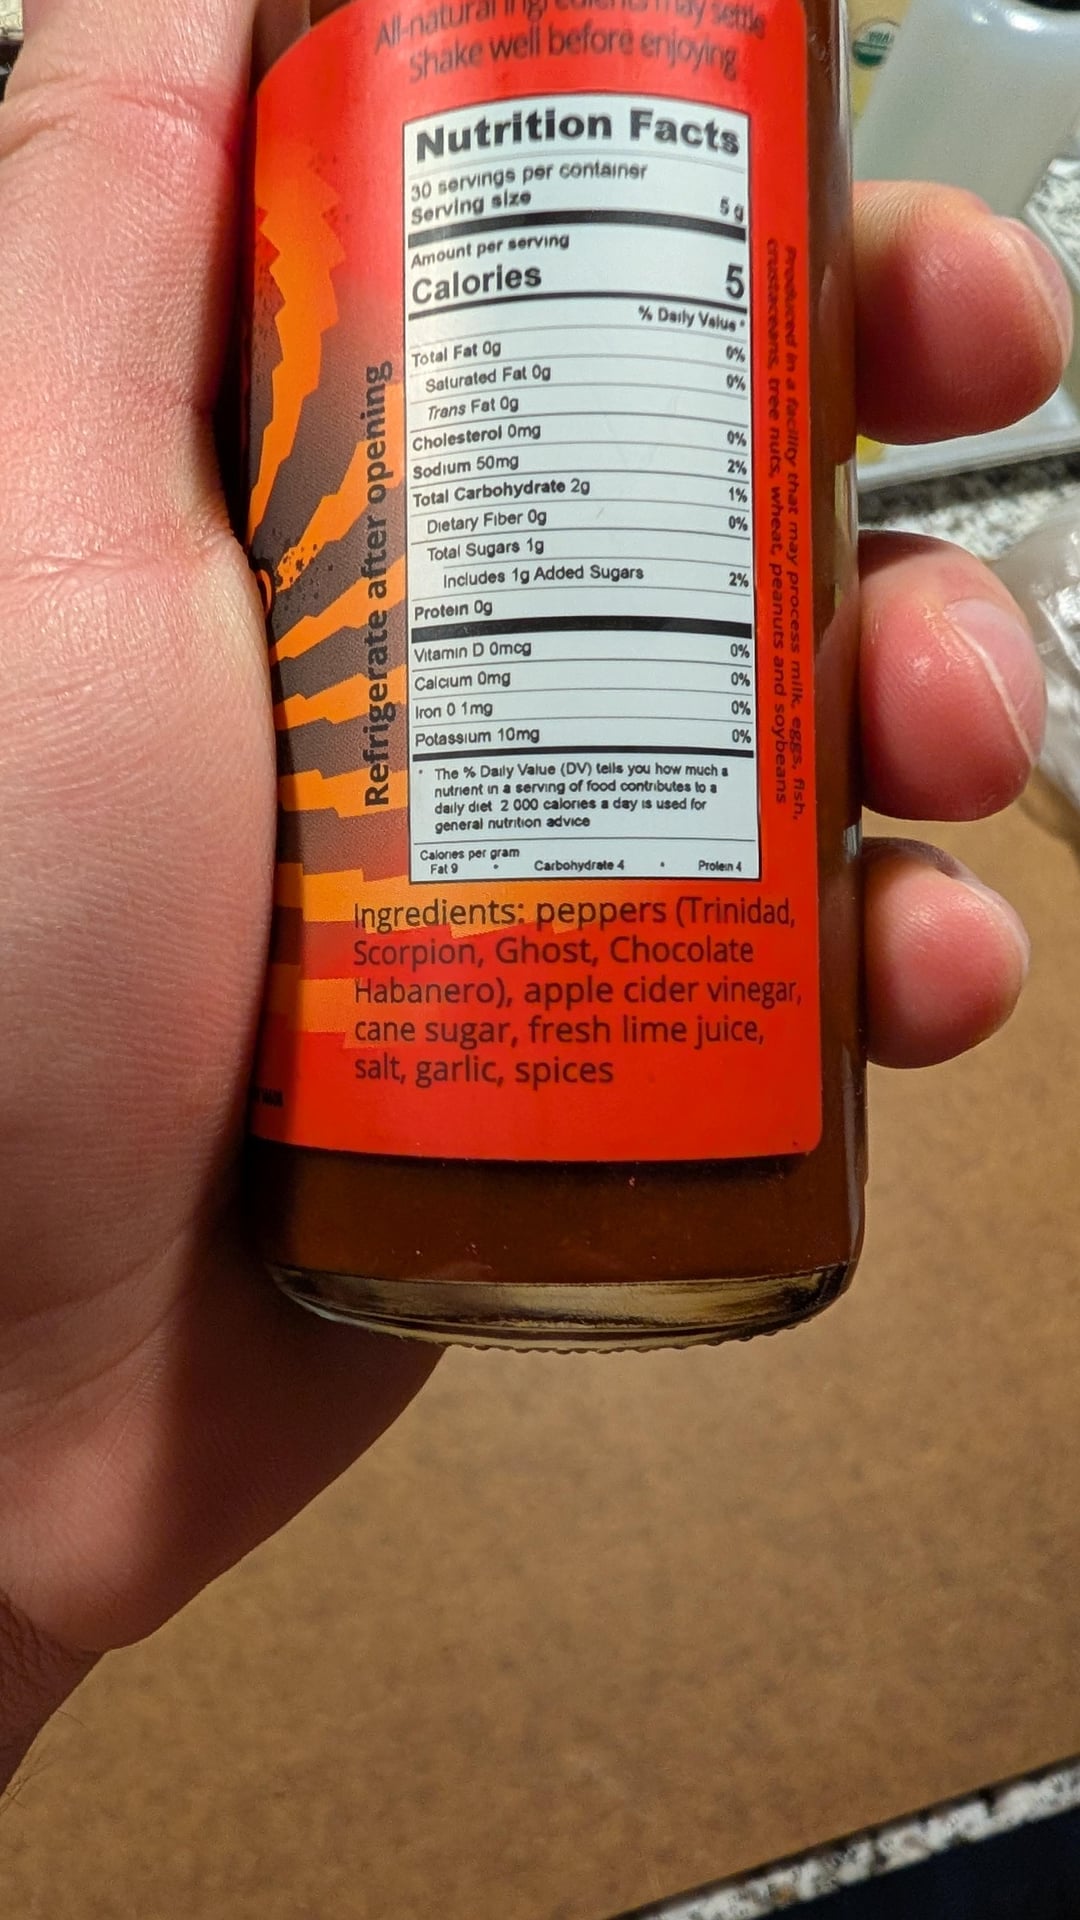 All-natural ingredients may settle
Shake well before enjoying
Nutrition Facts
30 servings per container
Serving size 5 g
Amount per serving
Calories 5
% Daily Value *
Total Fat 0g 0%
Saturated Fat 0g 0%
Trans Fat 0g
Cholesterol 0mg 0%
Sodium 50mg 2%
Total Carbohydrate 2g 1%
Dietary Fiber 0g 0%
Total Sugars 1g
Includes 1g Added Sugars 2%
Protein 0g
Vitamin D 0mcg 0%
Calcium 0mg 0%
Iron 0 1mg 0%
Potassium 10mg 0%
* The % Daily Value (DV) tells you how much a
nutrient in a serving of food contributes to a
daily diet 2 000 calories a day is used for
general nutrition advice
Calories per gram
Fat 9 • Carbohydrate 4 • Protein 4
Ingredients: peppers (Trinidad,
Scorpion, Ghost, Chocolate
Habanero), apple cider vinegar,
cane sugar, fresh lime juice,
salt, garlic, spices
Refrigerate after opening
Produced in a facility that may process milk, eggs, fish,
crustaceans, tree nuts, wheat, peanuts and soybeans